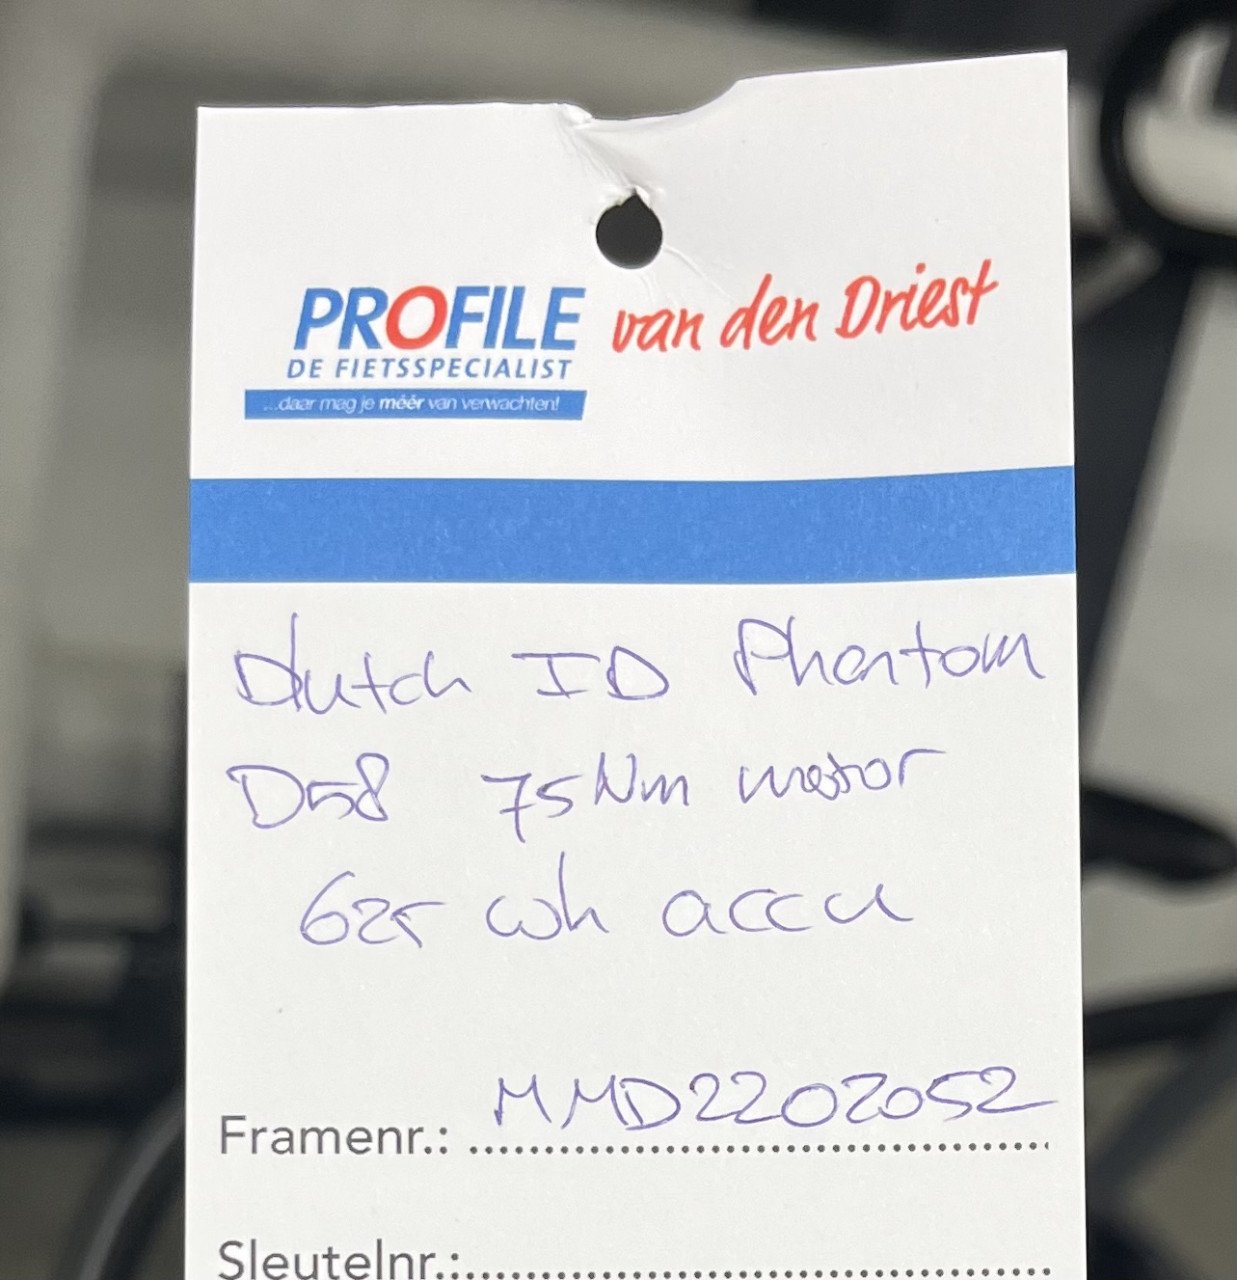 PROFILE van den Driest
DE FIETSSPECIALIST
...daar mag je méér van verwachten!
Dutch ID Phantom
D58 75Nm motor
625 wh accu
Framenr.: MMD2202052
Sleutelnr.: